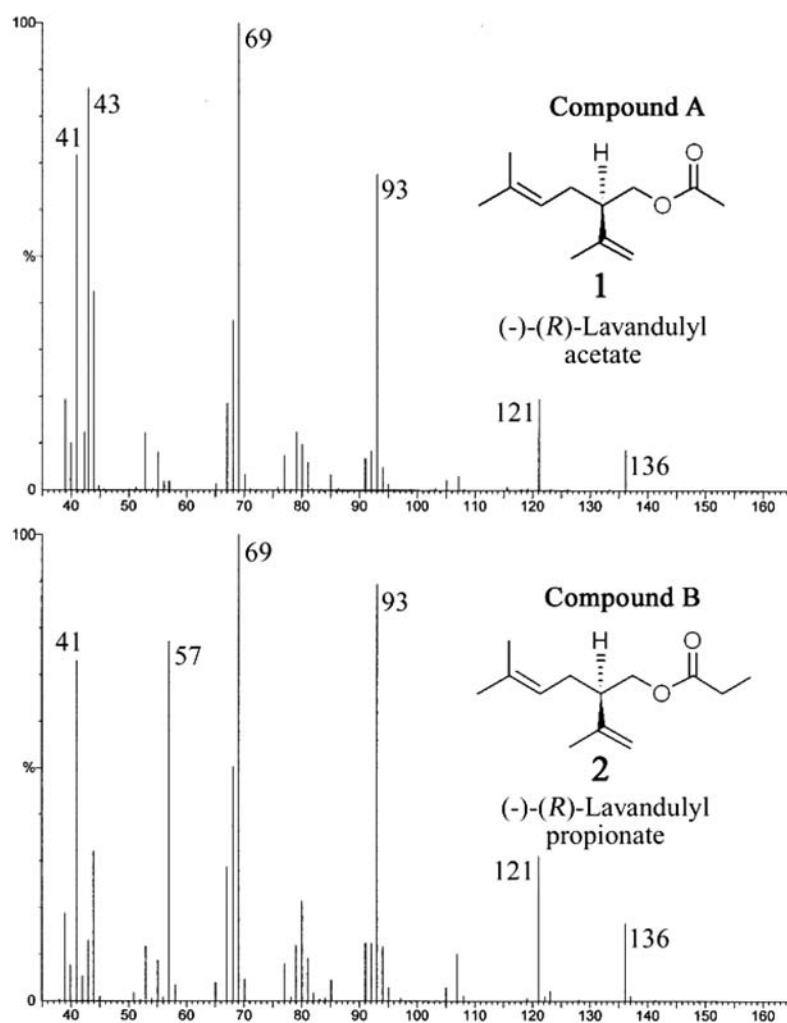 100
69
43
41
93
Compound A
H
O
O
1
(-)-(R)-Lavandulyl
acetate
%
121
136
0
40 50 60 70 80 90 100 110 120 130 140 150 160
100
69
93
41
57
Compound B
H
O
O
2
(-)-(R)-Lavandulyl
propionate
%
121
136
0
40 50 60 70 80 90 100 110 120 130 140 150 160